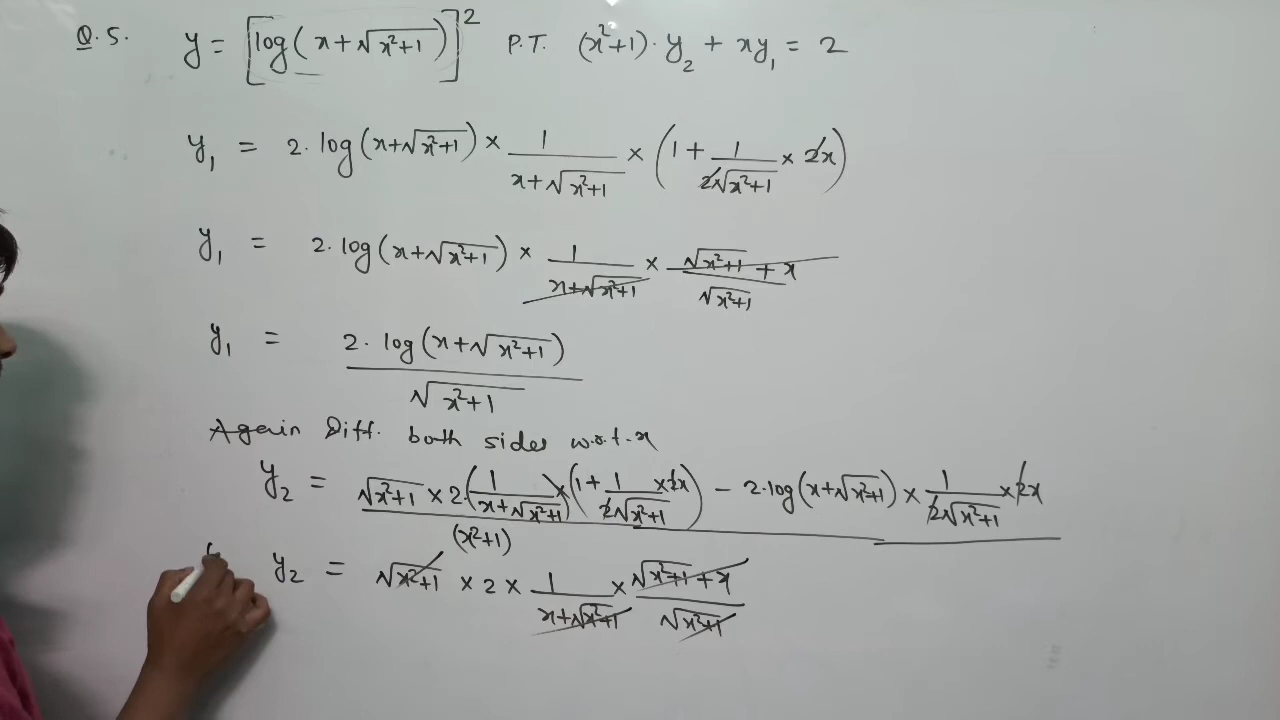 Q.5. y = [log(x+√x²+1)]² P.T. (x²+1)·y₂ + xy₁ = 2
y₁ = 2·log(x+√x²+1) × 1/(x+√x²+1) × (1 + 1/(2√x²+1) × 2x)
y₁ = 2·log(x+√x²+1) × 1/(x+√x²+1) × (√x²+1 + x)/√x²+1
y₁ = 2·log(x+√x²+1)/√x²+1
Again Diff. both sides w.r.t.x
y₂ = [√x²+1 × 2·(1/(x+√x²+1)) × (1 + 1/(2√x²+1) × 2x) − 2·log(x+√x²+1) × 1/(2√x²+1) × 2x]/(x²+1)
y₂ = √x²+1 × 2 × 1/(x+√x²+1) × (√x²+1 + x)/√x²+1